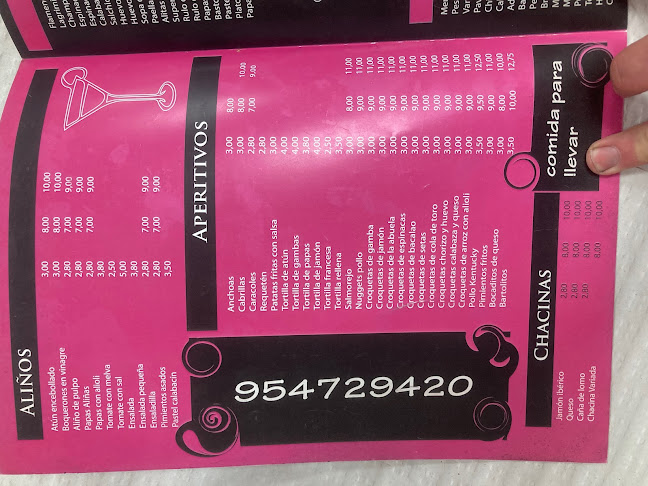 ALIÑOS
Atún encebollado 3,00 8,00 10,00
Boquerones en vinagre 3,00 8,00 10,00
Aliño de pulpo 2,80 7,00 9,00
Papas Aliñas 2,80 7,00 9,00
Papas con alioli 2,80 7,00 9,00
Tomate con melva 3,80
Tomate con sal 2,50
Ensalada 5,00
Ensalada pequeña 3,80
Ensaladilla 2,80 7,00 9,00
Pimientos asados 2,80 7,00 9,00
Pastel calabacín 3,50
954729420
APERITIVOS
Anchoas 3,00 8,00
Cabrillas 3,00 8,00 10,00
Caracoles 2,80 7,00 9,00
Requetén 2,80
Patatas fritas con salsa 3,00
Tortilla de atún 4,00
Tortilla de gambas 4,00
Tortilla de papas 2,80
Tortilla de jamón 4,00
Tortilla francesa 2,50
Tortilla rellena 3,50
Salmorejo 3,00 8,00 11,00
Nuggets pollo 3,00 9,00 11,00
Croquetas de gamba 3,00 9,00 11,00
Croquetas de jamón 3,00 9,00 11,00
Croquetas de la abuela 3,00 9,00 11,00
Croquetas de espinacas 3,00 9,00 11,00
Croquetas de bacalao 3,00 9,00 11,00
Croquetas de setas 3,00 9,00 11,00
Croquetas de cola de toro 3,00 9,00 11,00
Croquetas chorizo y huevo 3,00 9,00 11,00
Croquetas calabaza y queso 3,00 9,00 11,00
Croquetas de arroz con alioli 3,00 9,00 11,00
Pollo Kentucky 3,00 9,50 12,50
Pimientos fritos 3,00 9,00 11,00
Bocaditos de queso 3,00 8,00 10,00
Barriolitos 3,50 10,00 12,75
CHACINAS
Jamón ibérico 2,80 8,00 10,00
Queso 2,80 8,00 10,00
Caña de lomo 2,80 8,00 10,00
Chacina Variada 8,00 10,00
comida para
llevar